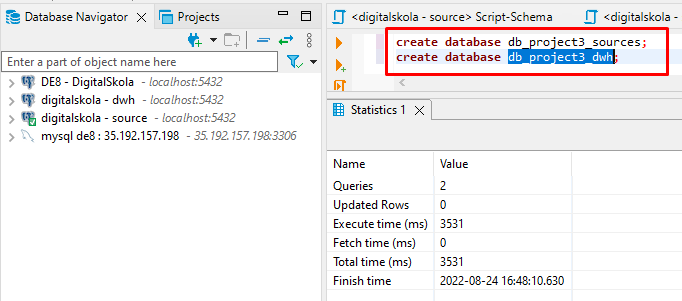 Database Navigator
Projects
Enter a part of object name here
DE8 - DigitalSkola - localhost:5432
digitalskola - dwh - localhost:5432
digitalskola - source - localhost:5432
mysql de8 : 35.192.157.198 - 35.192.157.198:3306
<digitalskola - source> Script-Schema
<digitalskola -
create database db_project3_sources;
create database db_project3_dwh;
Statistics 1
Name Value
Queries 2
Updated Rows 0
Execute time (ms) 3531
Fetch time (ms) 0
Total time (ms) 3531
Finish time 2022-08-24 16:48:10.630